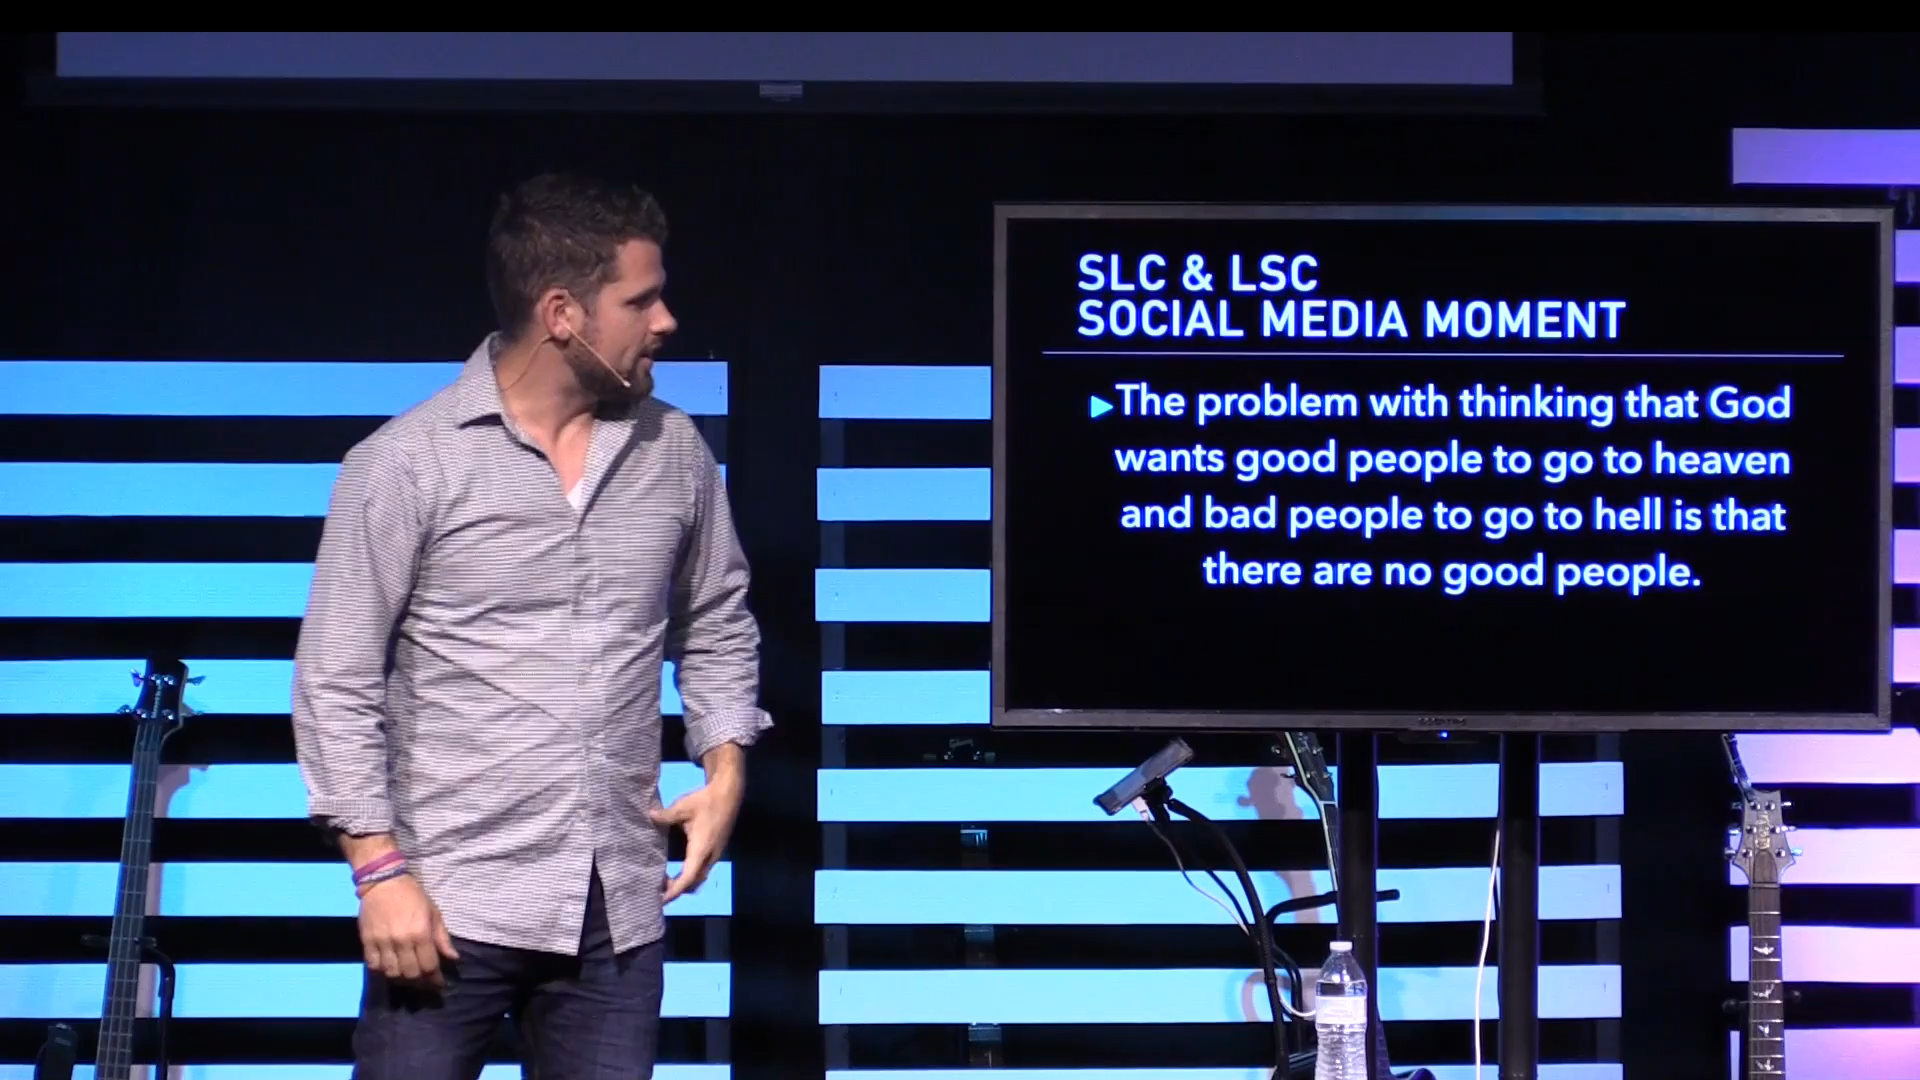 SLC & LSC
SOCIAL MEDIA MOMENT
The problem with thinking that God
wants good people to go to heaven
and bad people to go to hell is that
there are no good people.